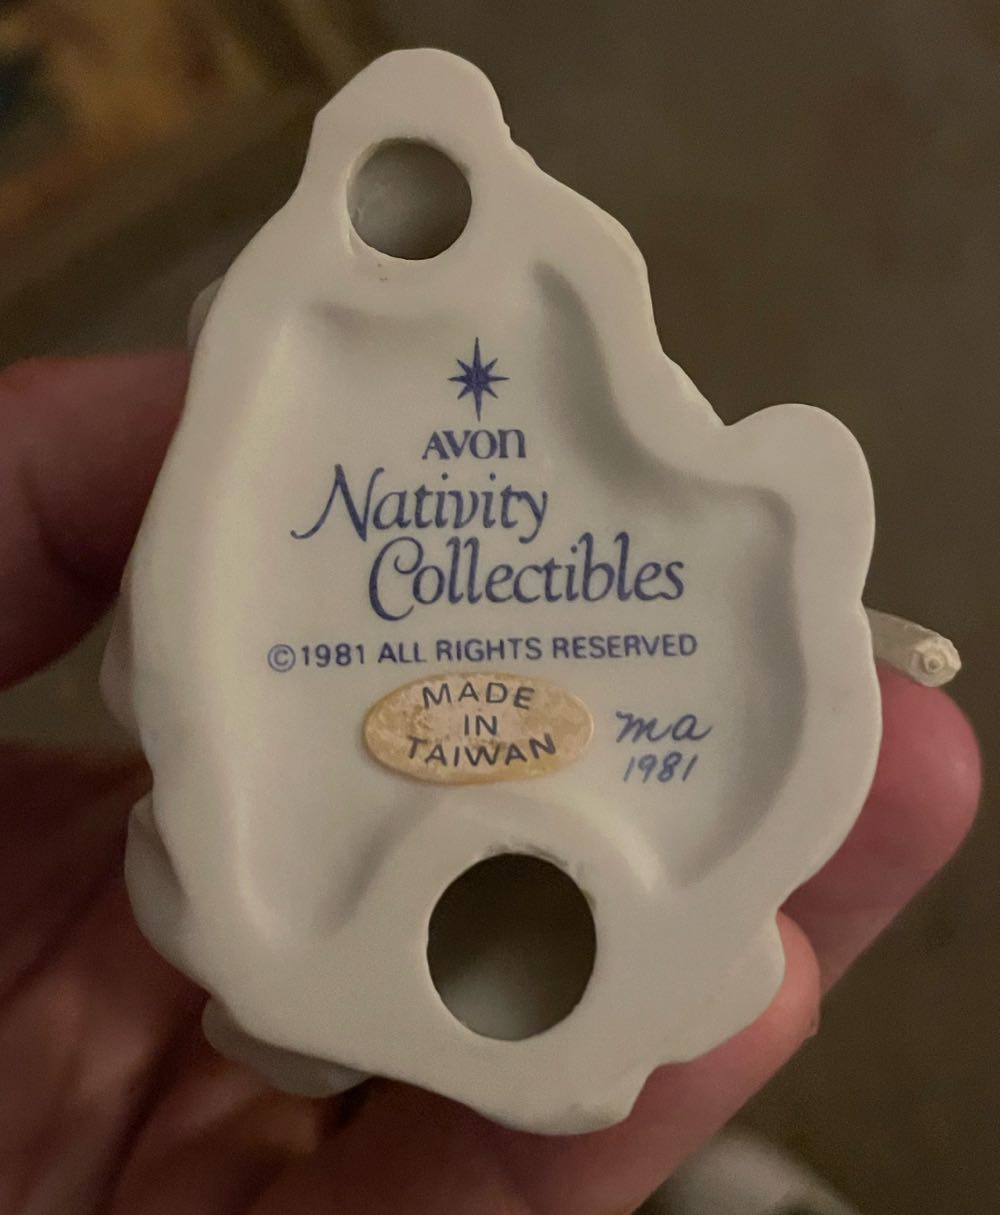 AVON
Nativity
Collectibles
©1981 ALL RIGHTS RESERVED
MADE
IN
TAIWAN
ma
1981